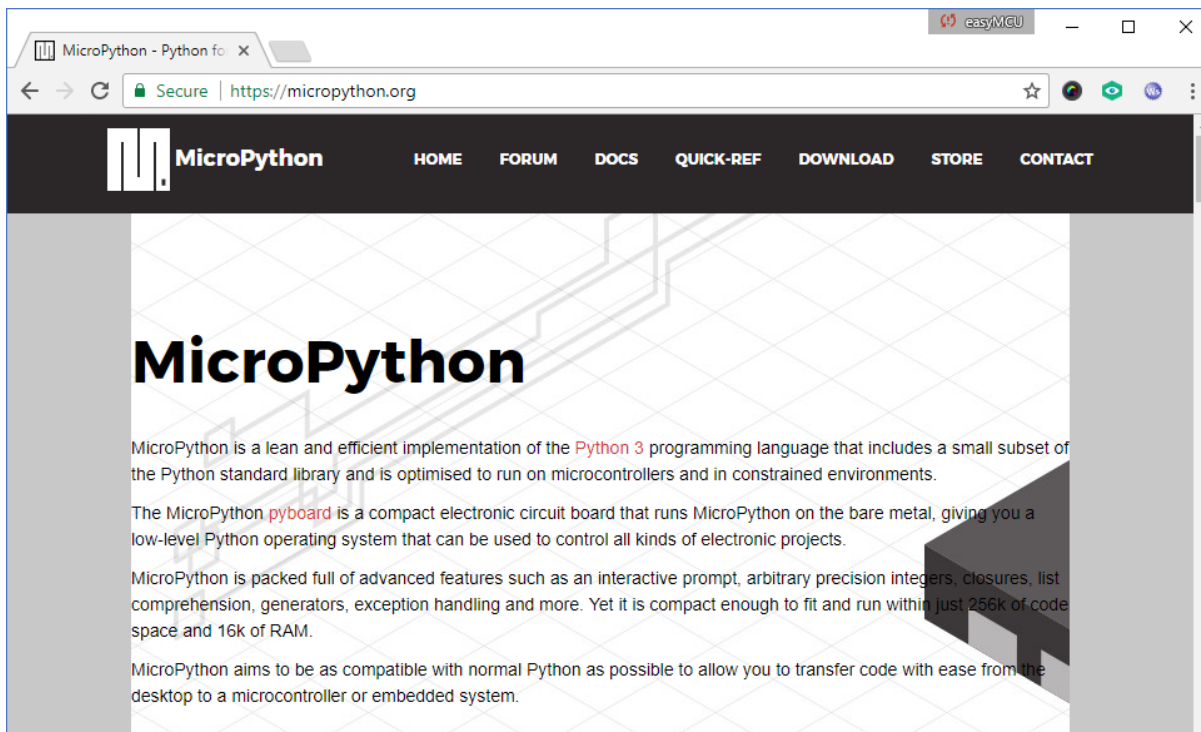 easyMCU
MicroPython - Python fo
Secure | https://micropython.org
MicroPython HOME FORUM DOCS QUICK-REF DOWNLOAD STORE CONTACT
MicroPython
MicroPython is a lean and efficient implementation of the Python 3 programming language that includes a small subset of
the Python standard library and is optimised to run on microcontrollers and in constrained environments.
The MicroPython pyboard is a compact electronic circuit board that runs MicroPython on the bare metal, giving you a
low-level Python operating system that can be used to control all kinds of electronic projects.
MicroPython is packed full of advanced features such as an interactive prompt, arbitrary precision integers, closures, list
comprehension, generators, exception handling and more. Yet it is compact enough to fit and run within just 256k of code
space and 16k of RAM.
MicroPython aims to be as compatible with normal Python as possible to allow you to transfer code with ease from the
desktop to a microcontroller or embedded system.